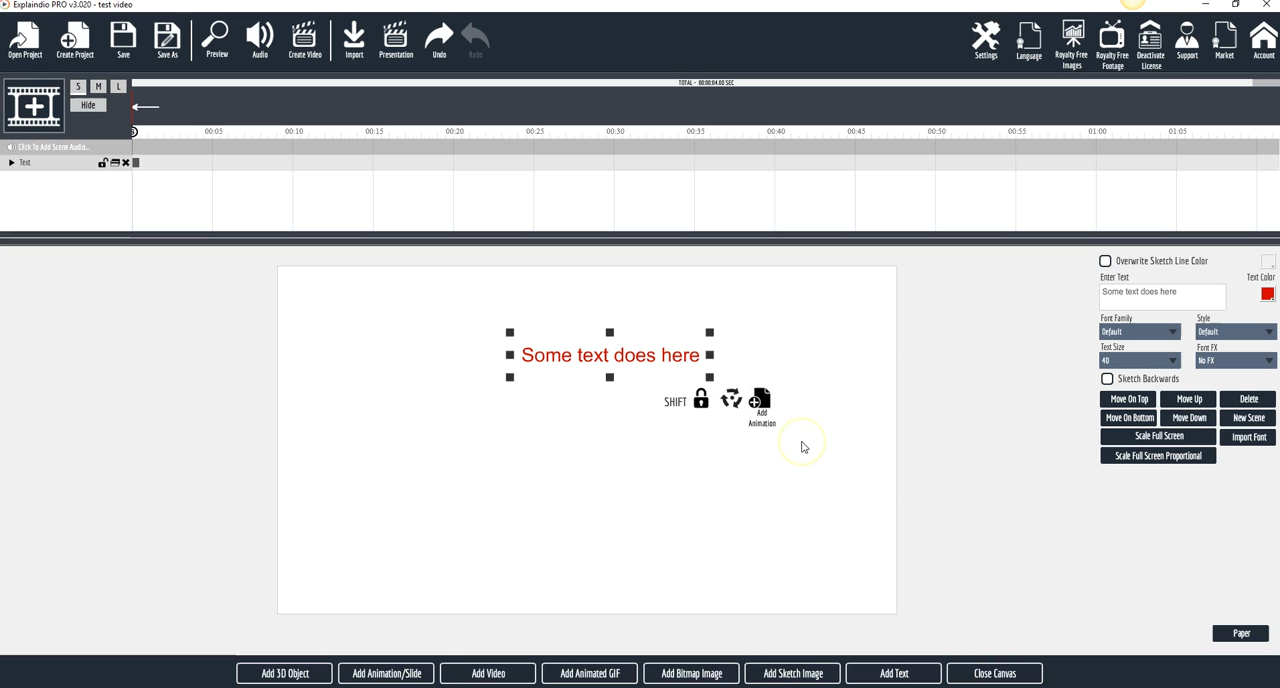 Explaindio PRO v3.020 - test video
Open Project Create Project Save Save As Preview Audio Create Video Import Presentation Undo Redo Settings Language Royalty Free Images Royalty Free Footage Deactivate License Support Market Account
S M L
Hide
TOTAL - 00:00:04.00 SEC
00:05 00:10 00:15 00:20 00:25 00:30 00:35 00:40 00:45 00:50 00:55 01:00 01:05
Click To Add Scene Audio...
Text
Overwrite Sketch Line Color
Enter Text Text Color
Some text does here
Font Family Style
Default Default
Text Size Font FX
40 No FX
Sketch Backwards
Move On Top Move Up Delete
Move On Bottom Move Down New Scene
Scale Full Screen Import Font
Scale Full Screen Proportional
Some text does here
SHIFT
Add Animation
Paper
Add 3D Object Add Animation/Slide Add Video Add Animated GIF Add Bitmap Image Add Sketch Image Add Text Close Canvas